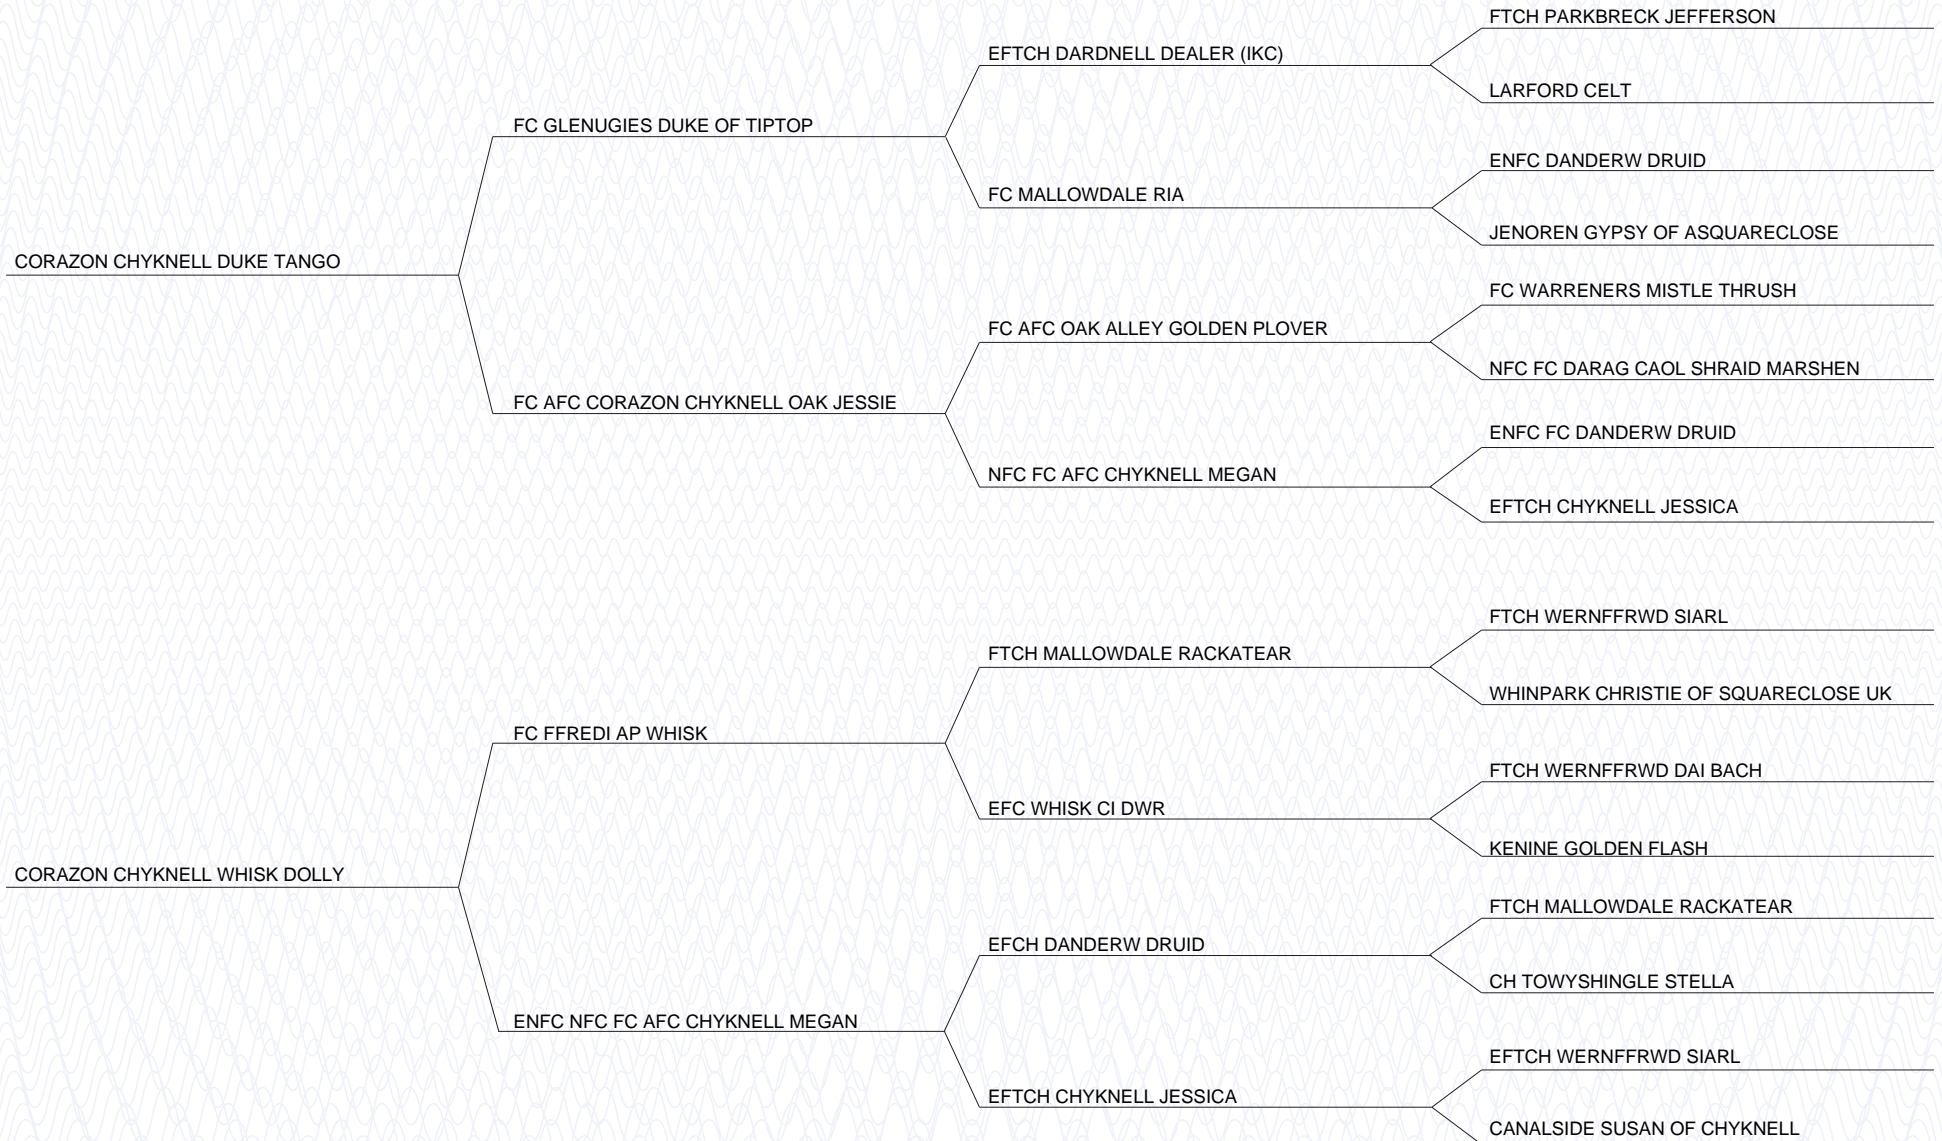 FTCH PARKBRECK JEFFERSON
EFTCH DARDNELL DEALER (IKC)
LARFORD CELT
FC GLENUGIES DUKE OF TIPTOP
ENFC DANDERW DRUID
FC MALLOWDALE RIA
JENOREN GYPSY OF ASQUARECLOSE
CORAZON CHYKNELL DUKE TANGO
FC WARRENERS MISTLE THRUSH
FC AFC OAK ALLEY GOLDEN PLOVER
NFC FC DARAG CAOL SHRAID MARSHEN
FC AFC CORAZON CHYKNELL OAK JESSIE
ENFC FC DANDERW DRUID
NFC FC AFC CHYKNELL MEGAN
EFTCH CHYKNELL JESSICA
FTCH WERNFFRWD SIARL
FTCH MALLOWDALE RACKATEAR
WHINPARK CHRISTIE OF SQUARECLOSE UK
FC FFREDI AP WHISK
FTCH WERNFFRWD DAI BACH
EFC WHISK CI DWR
KENINE GOLDEN FLASH
CORAZON CHYKNELL WHISK DOLLY
FTCH MALLOWDALE RACKATEAR
EFCH DANDERW DRUID
CH TOWYSHINGLE STELLA
ENFC NFC FC AFC CHYKNELL MEGAN
EFTCH WERNFFRWD SIARL
EFTCH CHYKNELL JESSICA
CANALSIDE SUSAN OF CHYKNELL